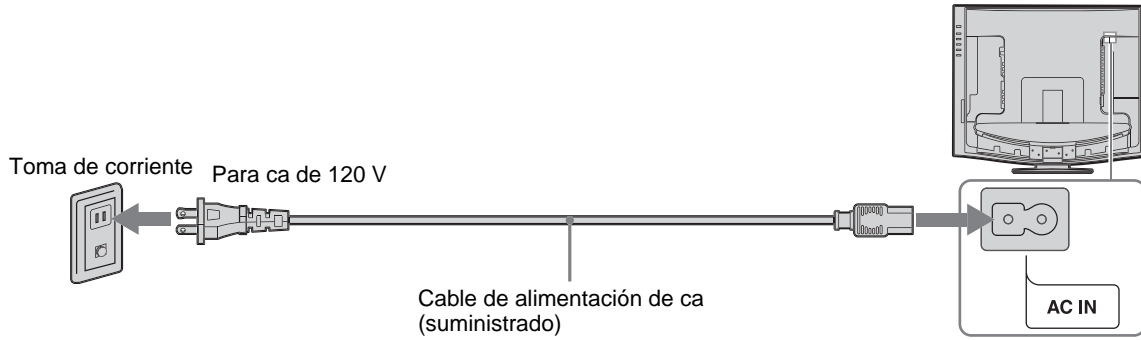 Toma de corriente
Para ca de 120 V
Cable de alimentación de ca
(suministrado)
AC IN